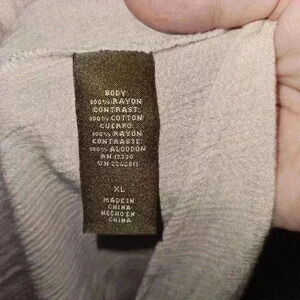 BODY
100% RAYON
CONTRAST:
100% COTTON
CUERPO:
100% RAYON
CONTRASTE:
100% ALGODÓN
RN 17730
XL
MADE IN
CHINA
HECHO EN
CHINA